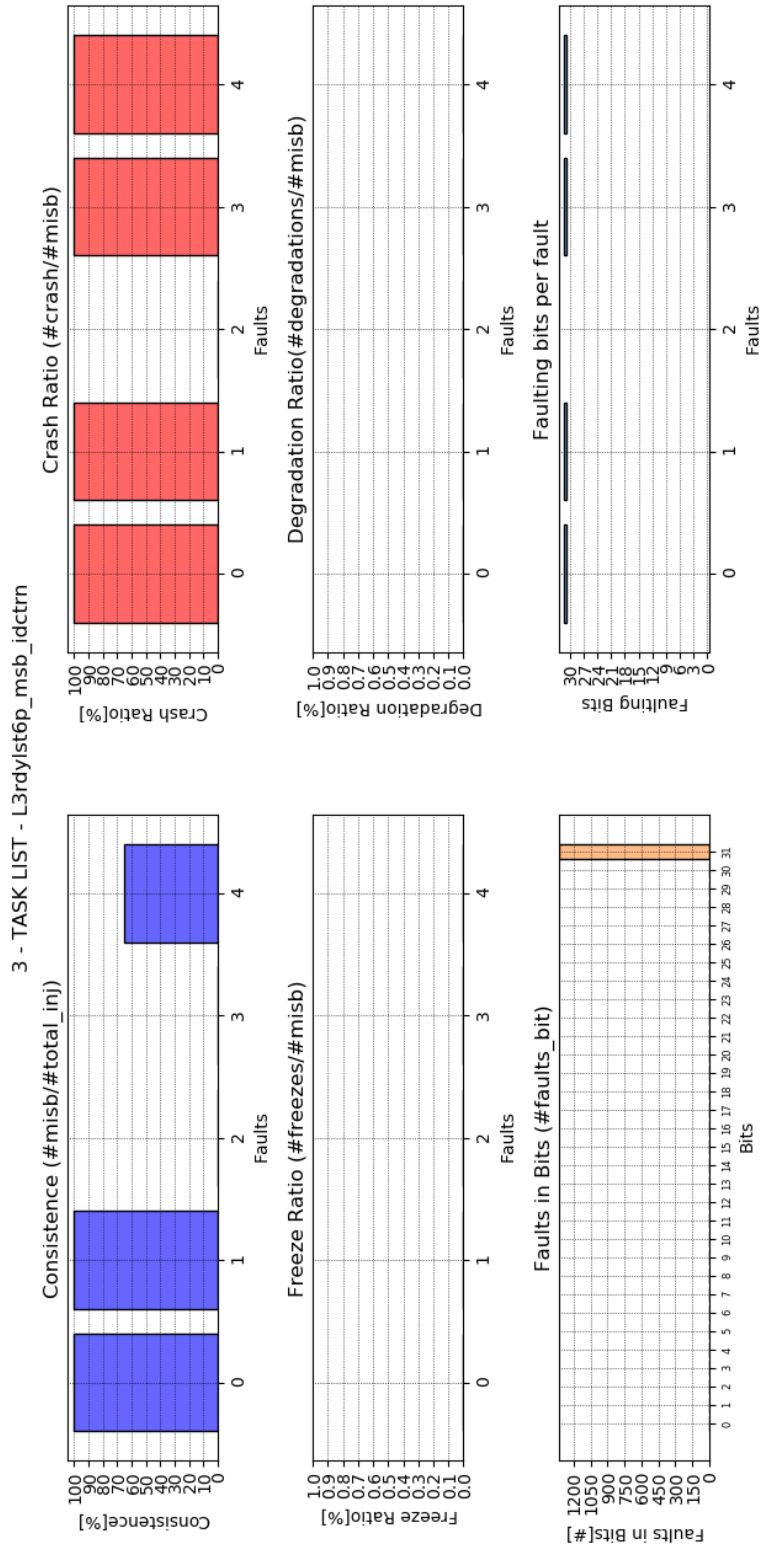 3 - TASK LIST - L3rdylst6p_msb_idctrn
Consistence (#misb/#total_inj)
Consistence[%]
100
90
80
70
60
50
40
30
20
10
0
0 1 2 3 4
Faults
Crash Ratio (#crash/#misb)
Crash Ratio[%]
100
90
80
70
60
50
40
30
20
10
0
0 1 2 3 4
Faults
Freeze Ratio (#freezes/#misb)
Freeze Ratio[%]
1.0
0.9
0.8
0.7
0.6
0.5
0.4
0.3
0.2
0.1
0.0
0 1 2 3 4
Faults
Degradation Ratio(#degradations/#misb)
Degradation Ratio[%]
1.0
0.9
0.8
0.7
0.6
0.5
0.4
0.3
0.2
0.1
0.0
0 1 2 3 4
Faults
Faults in Bits (#faults_bit)
Faults in Bits[#]
1200
1050
900
750
600
450
300
150
0
0 1 2 3 4 5 6 7 8 9 10 11 12 13 14 15 16 17 18 19 20 21 22 23 24 25 26 27 28 29 30 31
Bits
Faulting bits per fault
Faulting Bits
30
27
24
21
18
15
12
9
6
3
0
0 1 2 3 4
Faults